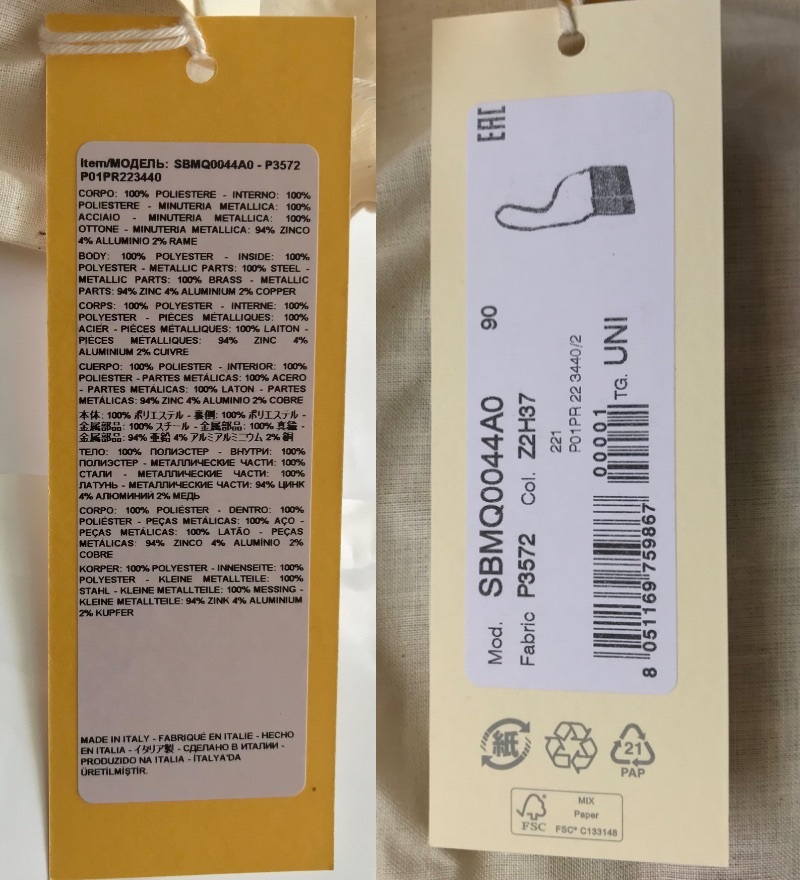 Item/МОДЕЛЬ: SBMQ0044A0 - P3572
P01PR223440
CORPO: 100% POLIESTERE - INTERNO: 100%
POLIESTERE - MINUTERIA METALLICA: 100%
ACCIAIO - MINUTERIA METALLICA: 100%
OTTONE - MINUTERIA METALLICA: 94% ZINCO
4% ALLUMINIO 2% RAME
BODY: 100% POLYESTER - INSIDE: 100%
POLYESTER - METALLIC PARTS: 100% STEEL -
METALLIC PARTS: 100% BRASS - METALLIC
PARTS: 94% ZINC 4% ALUMINIUM 2% COPPER
CORPS: 100% POLYESTER - INTERNE: 100%
POLYESTER - PIÈCES MÉTALLIQUES: 100%
ACIER - PIÈCES MÉTALLIQUES: 100% LAITON -
PIÈCES MÉTALLIQUES: 94% ZINC 4%
ALUMINIUM 2% CUIVRE
CUERPO: 100% POLIESTER - INTERIOR: 100%
POLIESTER - PARTES METÁLICAS: 100% ACERO
- PARTES METÁLICAS: 100% LATON - PARTES
METÁLICAS: 94% ZINC 4% ALUMINIO 2% COBRE
本体: 100% ポリエステル - 裏側: 100% ポリエステル -
金属部品: 100% スチール - 金属部品: 100% 真鍮 -
金属部品: 94% 亜鉛 4% アルミアルミニウム 2% 銅
ТЕЛО: 100% ПОЛИЭСТЕР - ВНУТРИ: 100%
ПОЛИЭСТЕР - МЕТАЛЛИЧЕСКИЕ ЧАСТИ: 100%
СТАЛИ - МЕТАЛЛИЧЕСКИЕ ЧАСТИ: 100%
ЛАТУНЬ - МЕТАЛЛИЧЕСКИЕ ЧАСТИ: 94% ЦИНК
4% АЛЮМИНИЙ 2% МЕДЬ
CORPO: 100% POLIÉSTER - DENTRO: 100%
POLIÉSTER - PEÇAS METÁLICAS: 100% AÇO -
PEÇAS METÁLICAS: 100% LATÃO - PEÇAS
METÁLICAS: 94% ZINCO 4% ALUMÍNIO 2%
COBRE
KORPER: 100% POLYESTER - INNENSEITE: 100%
POLYESTER - KLEINE METALLTEILE: 100%
STAHL - KLEINE METALLTEILE: 100% MESSING -
KLEINE METALLTEILE: 94% ZINK 4% ALUMINIUM
2% KUPFER
MADE IN ITALY - FABRIQUÉ EN ITALIE - HECHO
EN ITALIA - イタリア製 - СДЕЛАНО В ИТАЛИИ -
PRODUZIDO NA ITALIA - İTALYA'DA
ÜRETİLMİŞTİR.
EAC
Mod. SBMQ0044A0 90
Fabric P3572 Col. Z2H37
221
P01PR 22 3440/2
00001 TG. UNI
8 051169 759867
紙
21
PAP
FSC
MIX
Paper
FSC® C133148